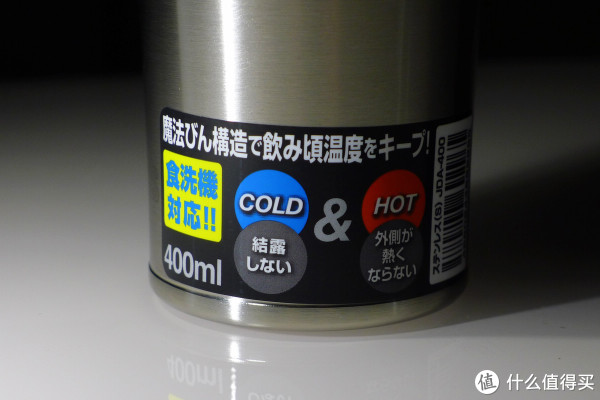 魔法びん構造で飲み頃温度をキープ!
食洗機
対応!!
400ml
COLD
結露
しない
&
HOT
外側が
熱く
ならない
ステンレス(S) JDA-400
値 什么值得买